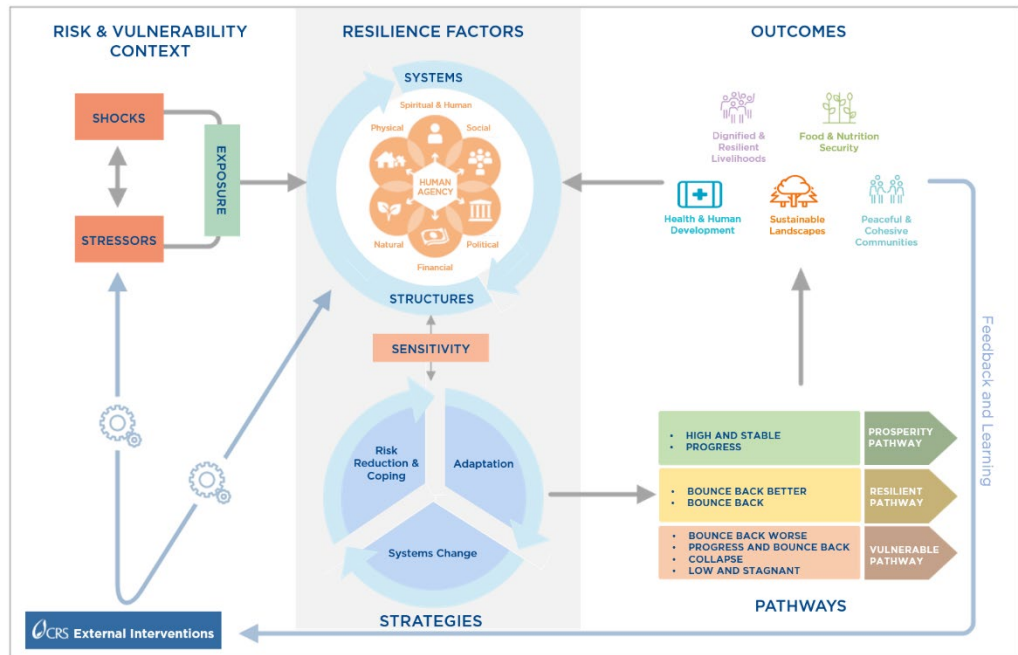 RISK & VULNERABILITY
CONTEXT
SHOCKS
STRESSORS
EXPOSURE
RESILIENCE FACTORS
SYSTEMS
Spiritual & Human
Physical
Social
HUMAN
AGENCY
Natural
Political
Financial
STRUCTURES
SENSITIVITY
Risk
Reduction &
Coping
Adaptation
Systems Change
STRATEGIES
OUTCOMES
Dignified &
Resilient
Livelihoods
Food & Nutrition
Security
Health & Human
Development
Sustainable
Landscapes
Peaceful &
Cohesive
Communities
• HIGH AND STABLE
• PROGRESS
PROSPERITY
PATHWAY
• BOUNCE BACK BETTER
• BOUNCE BACK
RESILIENT
PATHWAY
• BOUNCE BACK WORSE
• PROGRESS AND BOUNCE BACK
• COLLAPSE
• LOW AND STAGNANT
VULNERABLE
PATHWAY
PATHWAYS
Feedback and Learning
CRS External Interventions